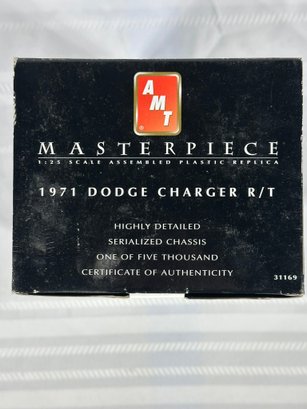 AMT
®
MASTERPIECE
1:25 SCALE ASSEMBLED PLASTIC REPLICA
1971 DODGE CHARGER R/T
HIGHLY DETAILED
SERIALIZED CHASSIS
ONE OF FIVE THOUSAND
CERTIFICATE OF AUTHENTICITY
31169